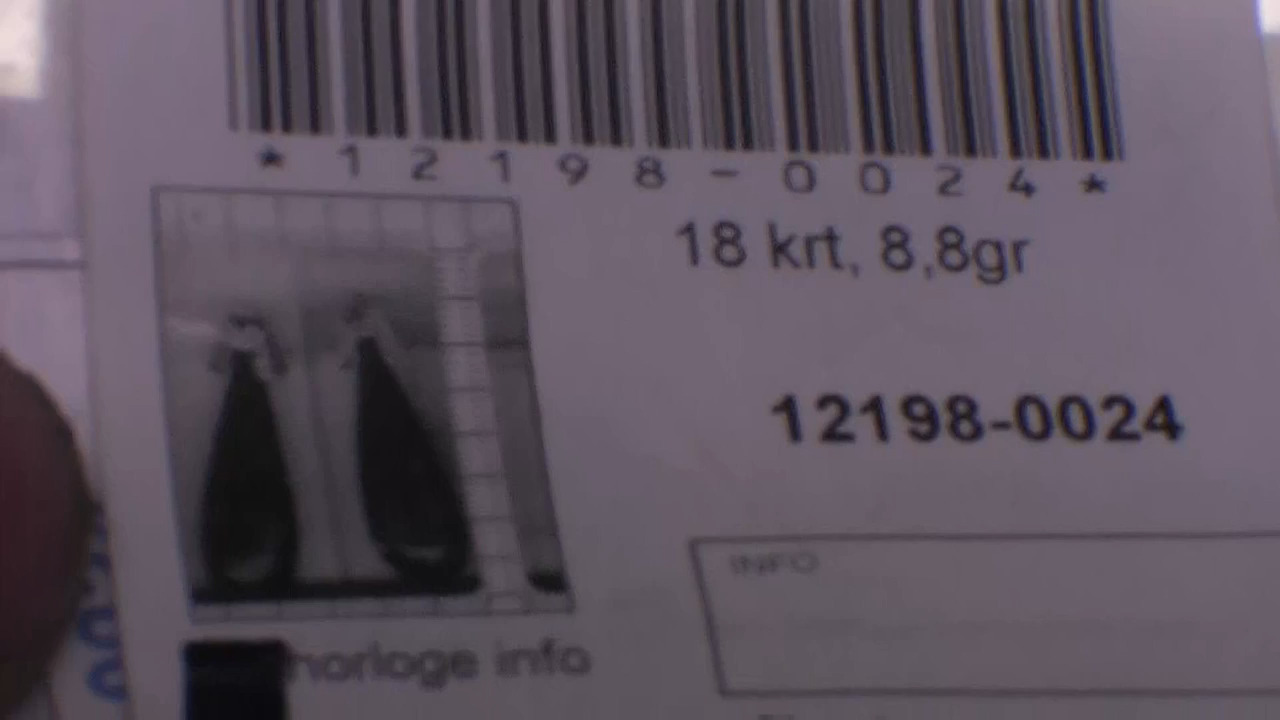 *12198-0024*
18 krt, 8,8gr
12198-0024
INFO
horloge info